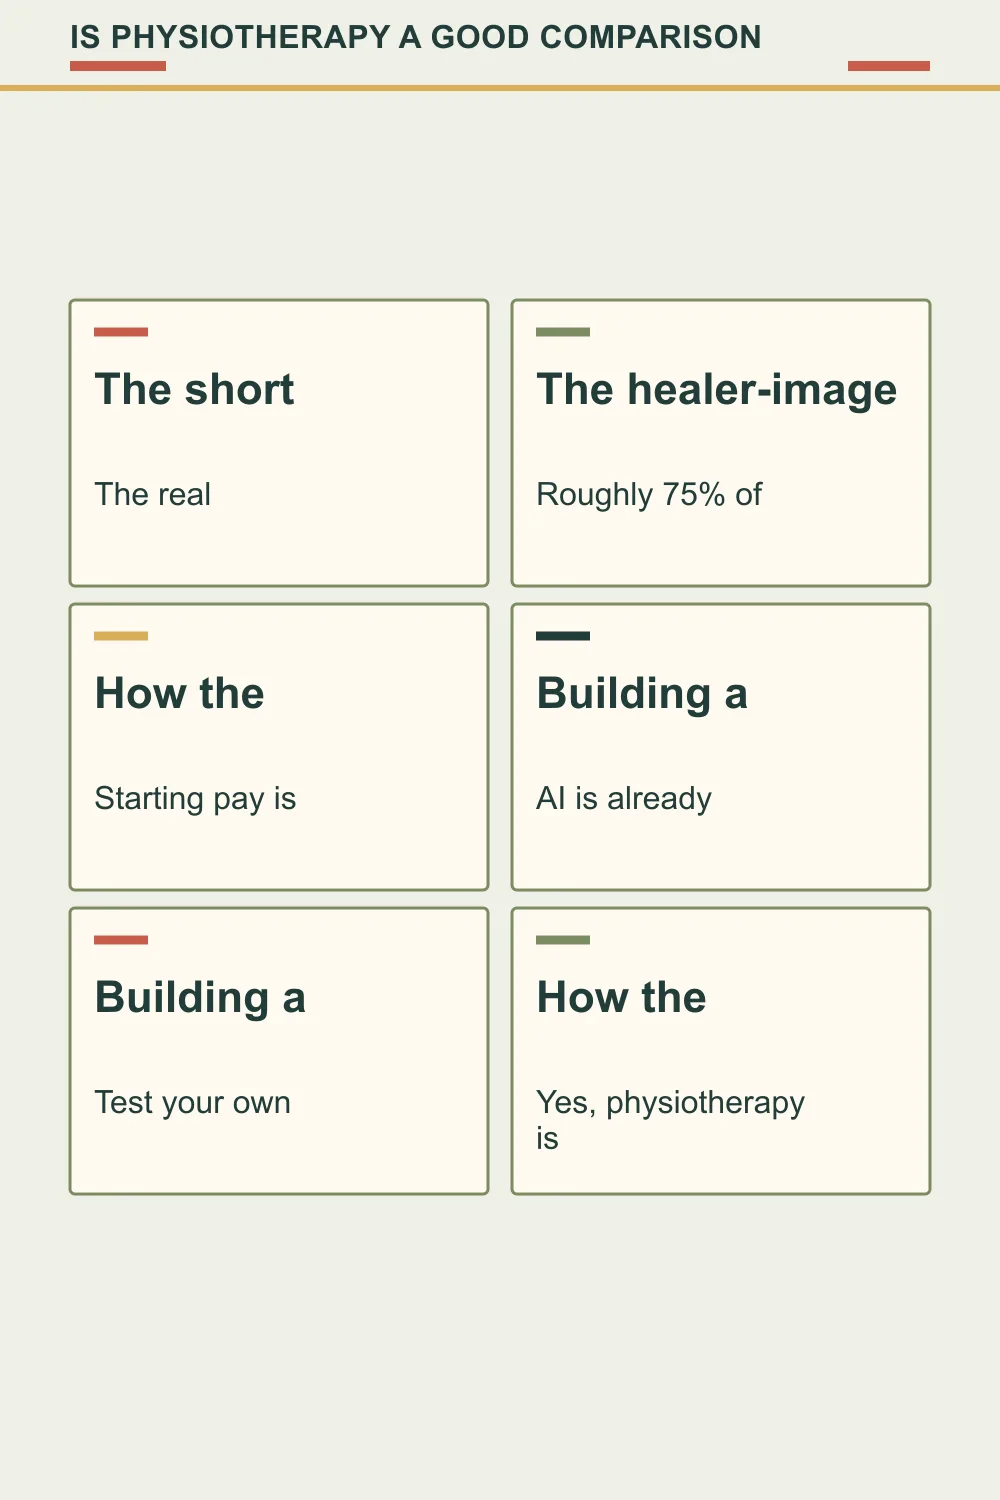 IS PHYSIOTHERAPY A GOOD COMPARISON
The short
The real
The healer-image
Roughly 75% of
How the
Starting pay is
Building a
AI is already
Building a
Test your own
How the
Yes, physiotherapy
is